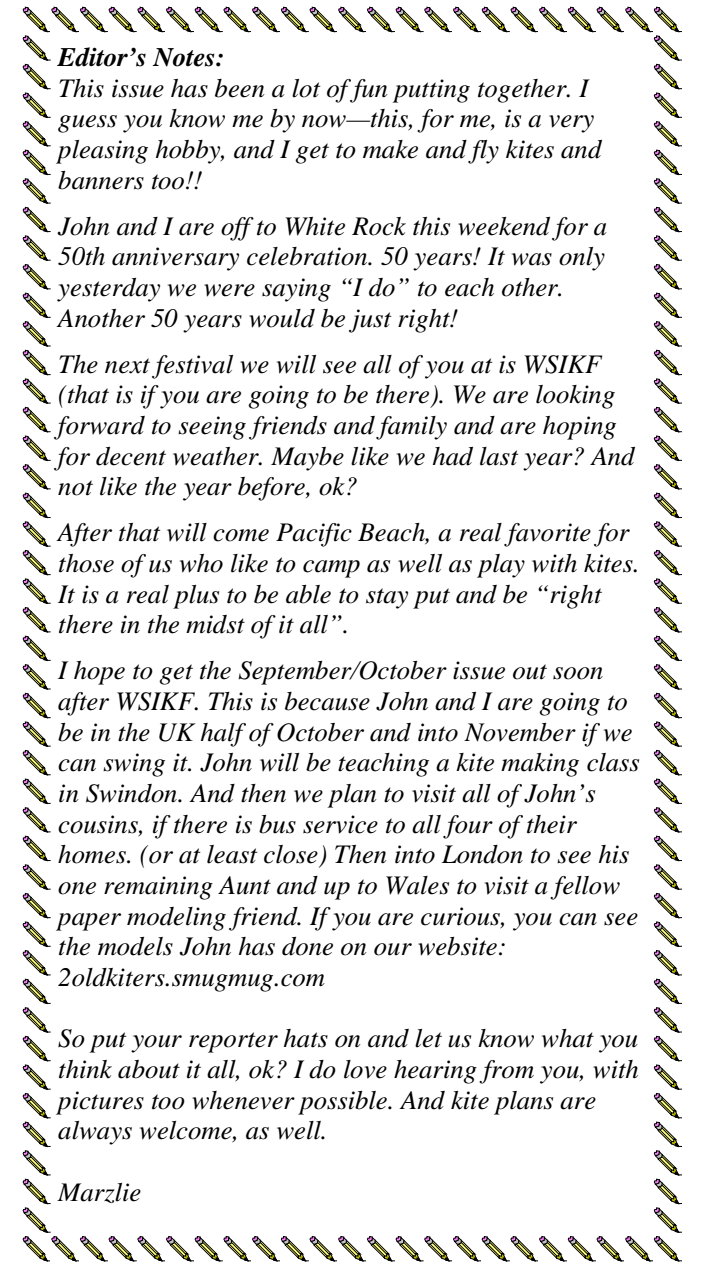 Editor’s Notes:
This issue has been a lot of fun putting together. I
guess you know me by now—this, for me, is a very
pleasing hobby, and I get to make and fly kites and
banners too!!
John and I are off to White Rock this weekend for a
50th anniversary celebration. 50 years! It was only
yesterday we were saying “I do” to each other.
Another 50 years would be just right!
The next festival we will see all of you at is WSIKF
(that is if you are going to be there). We are looking
forward to seeing friends and family and are hoping
for decent weather. Maybe like we had last year? And
not like the year before, ok?
After that will come Pacific Beach, a real favorite for
those of us who like to camp as well as play with kites.
It is a real plus to be able to stay put and be “right
there in the midst of it all”.
I hope to get the September/October issue out soon
after WSIKF. This is because John and I are going to
be in the UK half of October and into November if we
can swing it. John will be teaching a kite making class
in Swindon. And then we plan to visit all of John’s
cousins, if there is bus service to all four of their
homes. (or at least close) Then into London to see his
one remaining Aunt and up to Wales to visit a fellow
paper modeling friend. If you are curious, you can see
the models John has done on our website:
2oldkiters.smugmug.com
So put your reporter hats on and let us know what you
think about it all, ok? I do love hearing from you, with
pictures too whenever possible. And kite plans are
always welcome, as well.
Marzlie